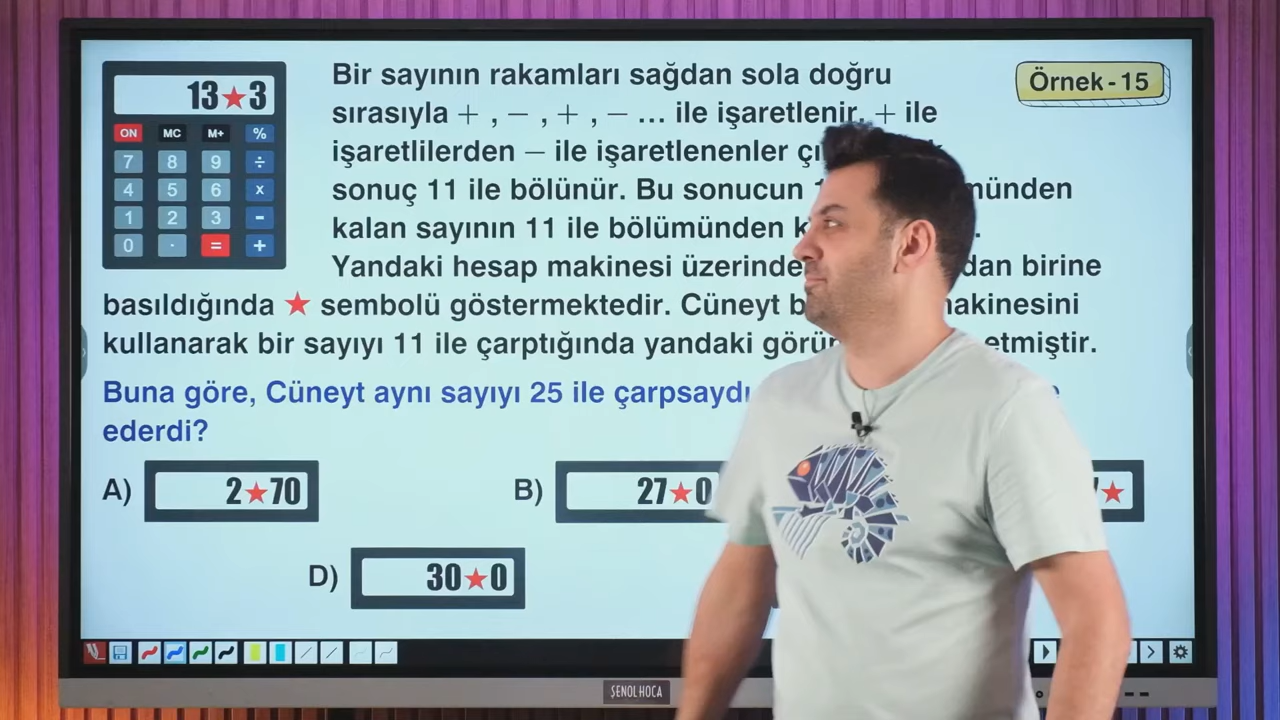 13★3
Örnek - 15
ON MC M+ %
7 8 9 ÷
4 5 6 x
1 2 3 -
0 . = +
Bir sayının rakamları sağdan sola doğru
sırasıyla + , − , + , − ... ile işaretlenir. + ile
işaretlilerden − ile işaretlenenler
sonuç 11 ile bölünür. Bu sonucun
kalan sayının 11 ile bölümünden
Yandaki hesap makinesi birine
basıldığında ★ sembolü göstermektedir. Cüneyt
kullanarak bir sayıyı 11 ile çarptığında yandaki etmiştir.
Buna göre, Cüneyt aynı sayıyı 25 ile çarpsaydı
ederdi?
A) 2★70
B) 27★0
★
D) 30★0
ŞENOL HOCA